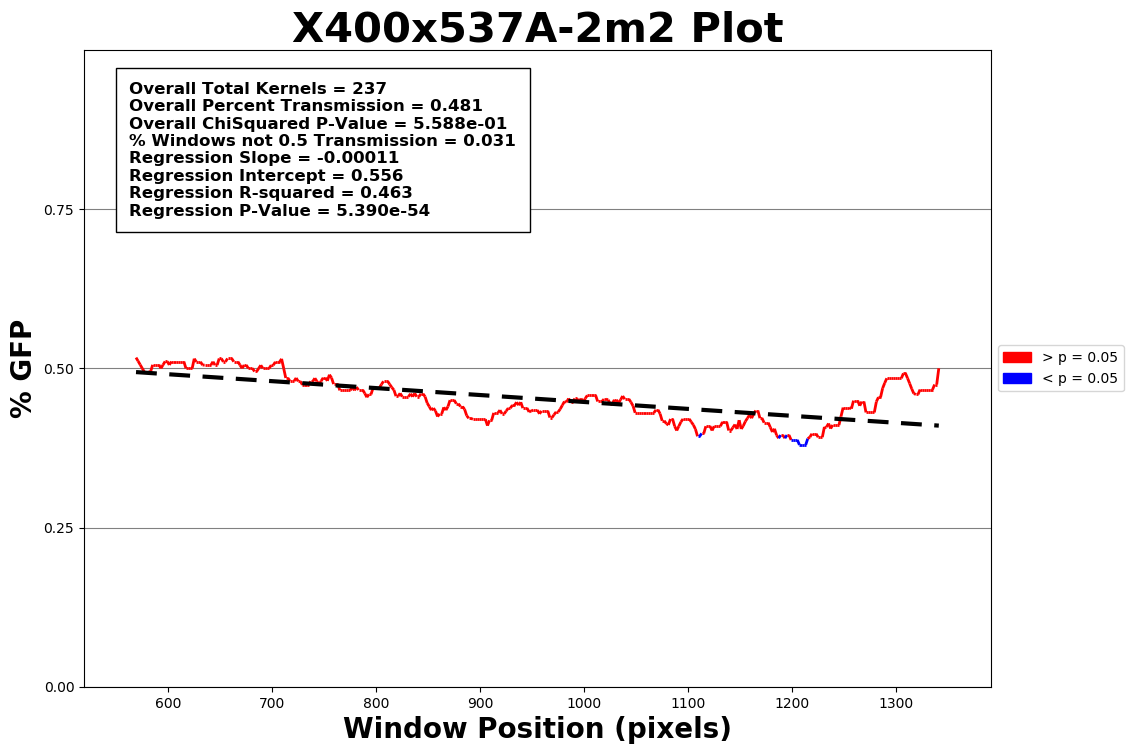 X400x537A-2m2 Plot
Overall Total Kernels = 237
Overall Percent Transmission = 0.481
Overall ChiSquared P-Value = 5.588e-01
% Windows not 0.5 Transmission = 0.031
Regression Slope = -0.00011
Regression Intercept = 0.556
Regression R-squared = 0.463
Regression P-Value = 5.390e-54
0.75
0.50
0.25
0.00
% GFP
> p = 0.05
< p = 0.05
600 700 800 900 1000 1100 1200 1300
Window Position (pixels)